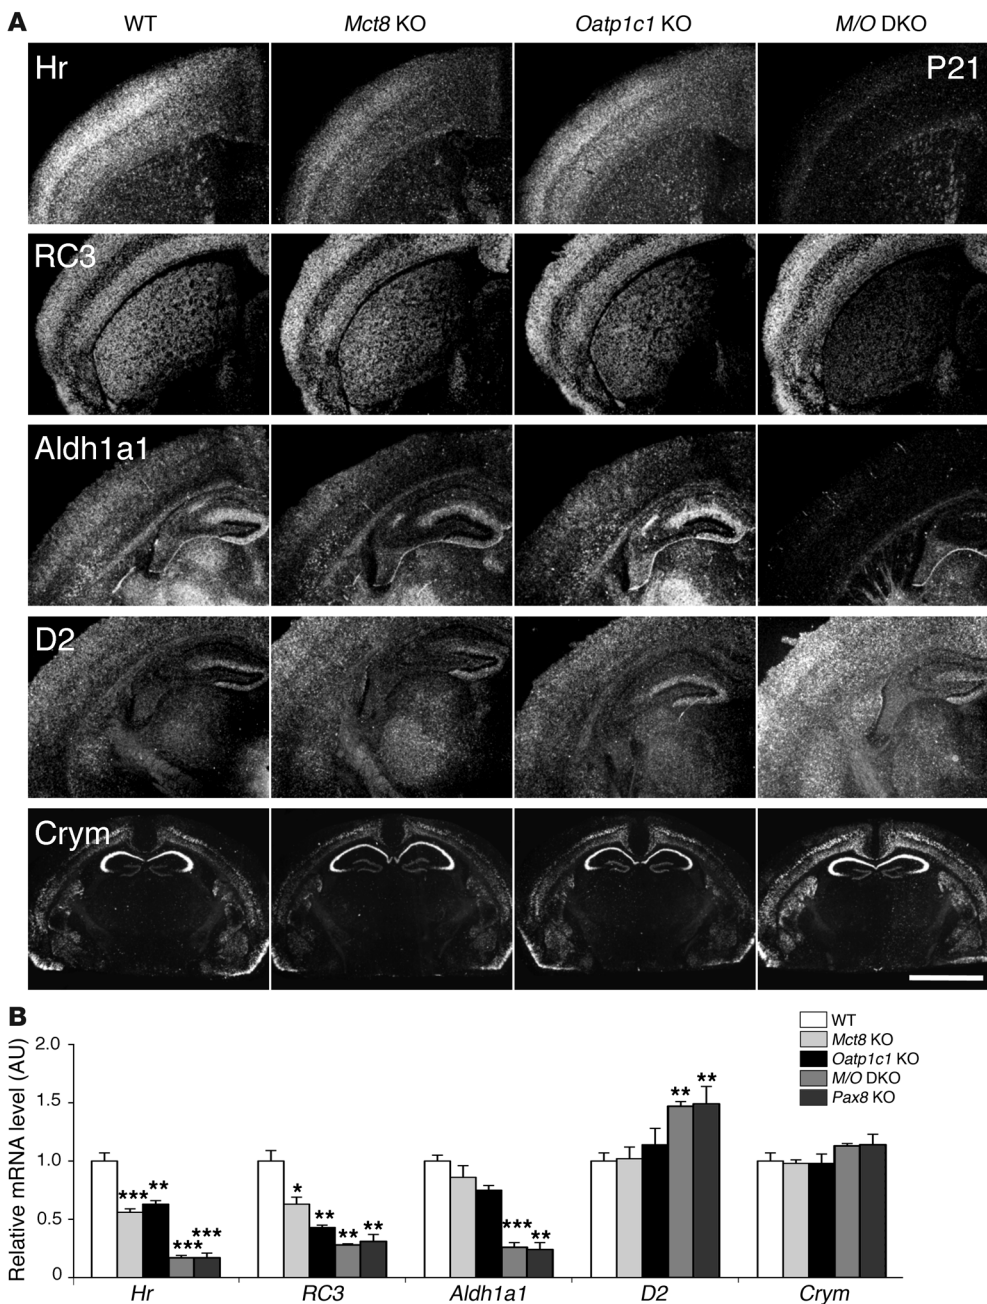 A
WT
Mct8 KO
Oatp1c1 KO
M/O DKO
Hr
P21
RC3
Aldh1a1
D2
Crym
B
WT
Mct8 KO
Oatp1c1 KO
M/O DKO
Pax8 KO
Relative mRNA level (AU)
2.0
1.5
1.0
0.5
0
***
**
***
***
*
**
**
**
***
**
**
**
Hr
RC3
Aldh1a1
D2
Crym